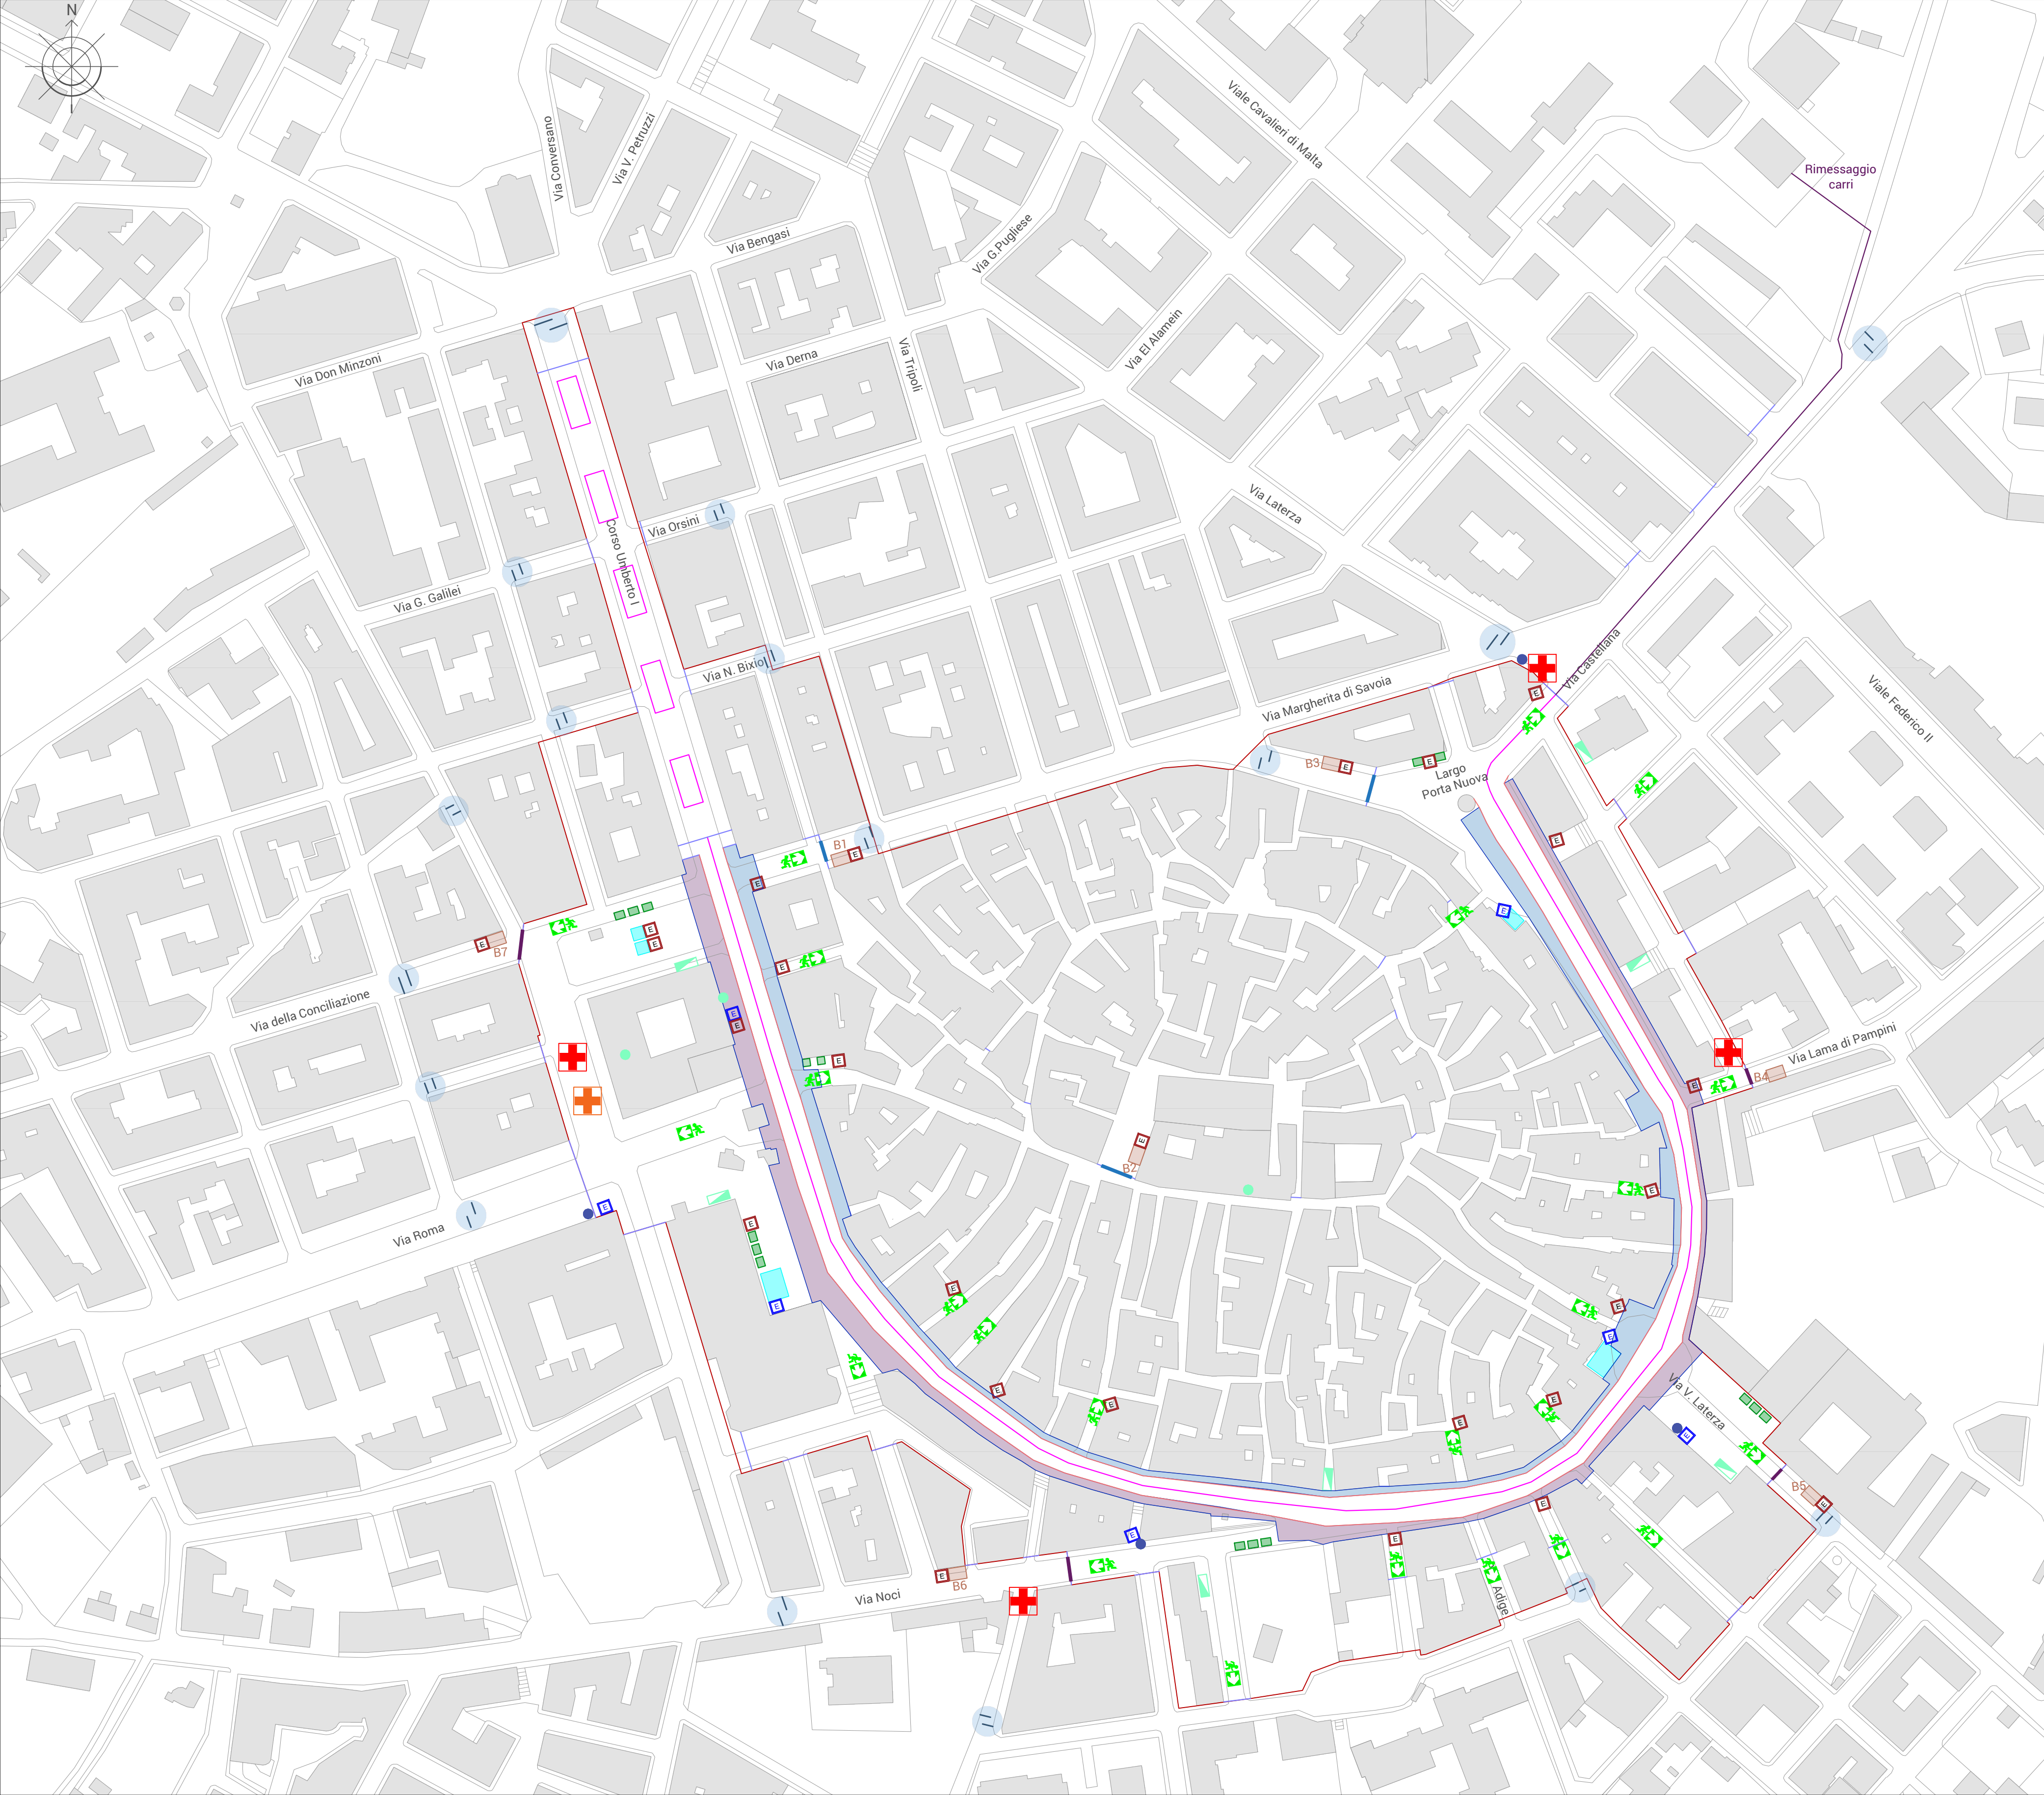 N
Viale Cavalieri di Malta
Via Conversano
Via V. Petruzzi
Rimessaggio
carri
Via Bengasi
Via G.Pugliese
Via Don Minzoni
Via Derna
Via Tripoli
Via El Alamein
Via Orsini
Via Laterza
Corso Umberto I
Via G. Galilei
Via N. Bixio
Via Castellana
Via Margherita di Savoia
Viale Federico II
B3
E
E
E
Largo
Porta Nuova
B1
E
E
E
E
B7
E
E
E
E
E
Via della Conciliazione
E
E
E
Via Lama di Pampini
B4
E
B2
E
E
E
Via Roma
E
E
E
E
E
E
Via V. Laterza
E
E
E
E
E
B5
E
E
E
E
B6
E
Via Noci
Adige